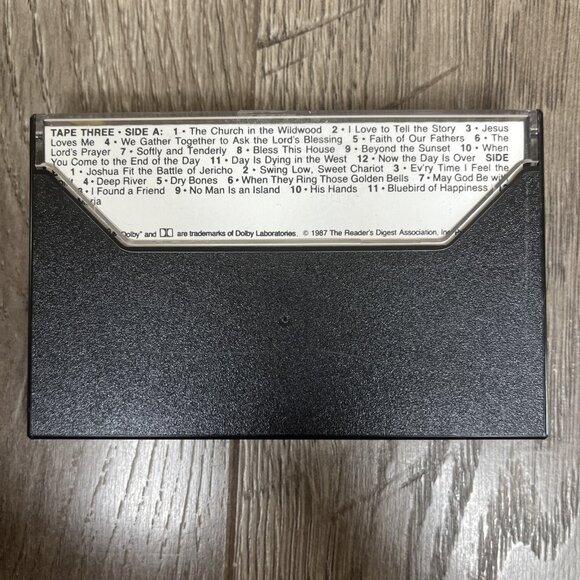 TAPE THREE • SIDE A: 1 • The Church in the Wildwood 2 • I Love to Tell the Story 3 • Jesus
Loves Me 4 • We Gather Together to Ask the Lord's Blessing 5 • Faith of Our Fathers 6 • The
Lord's Prayer 7 • Softly and Tenderly 8 • Bless This House 9 • Beyond the Sunset 10 • When
You Come to the End of the Day 11 • Day Is Dying in the West 12 • Now the Day Is Over SIDE
1 • Joshua Fit the Battle of Jericho 2 • Swing Low, Sweet Chariot 3 • Ev'ry Time I Feel the
4 • Deep River 5 • Dry Bones 6 • When They Ring Those Golden Bells 7 • May God Be with
• I Found a Friend 9 • No Man Is an Island 10 • His Hands 11 • Bluebird of Happiness
Dolby" and are trademarks of Dolby Laboratories. © 1987 The Reader's Digest Association,